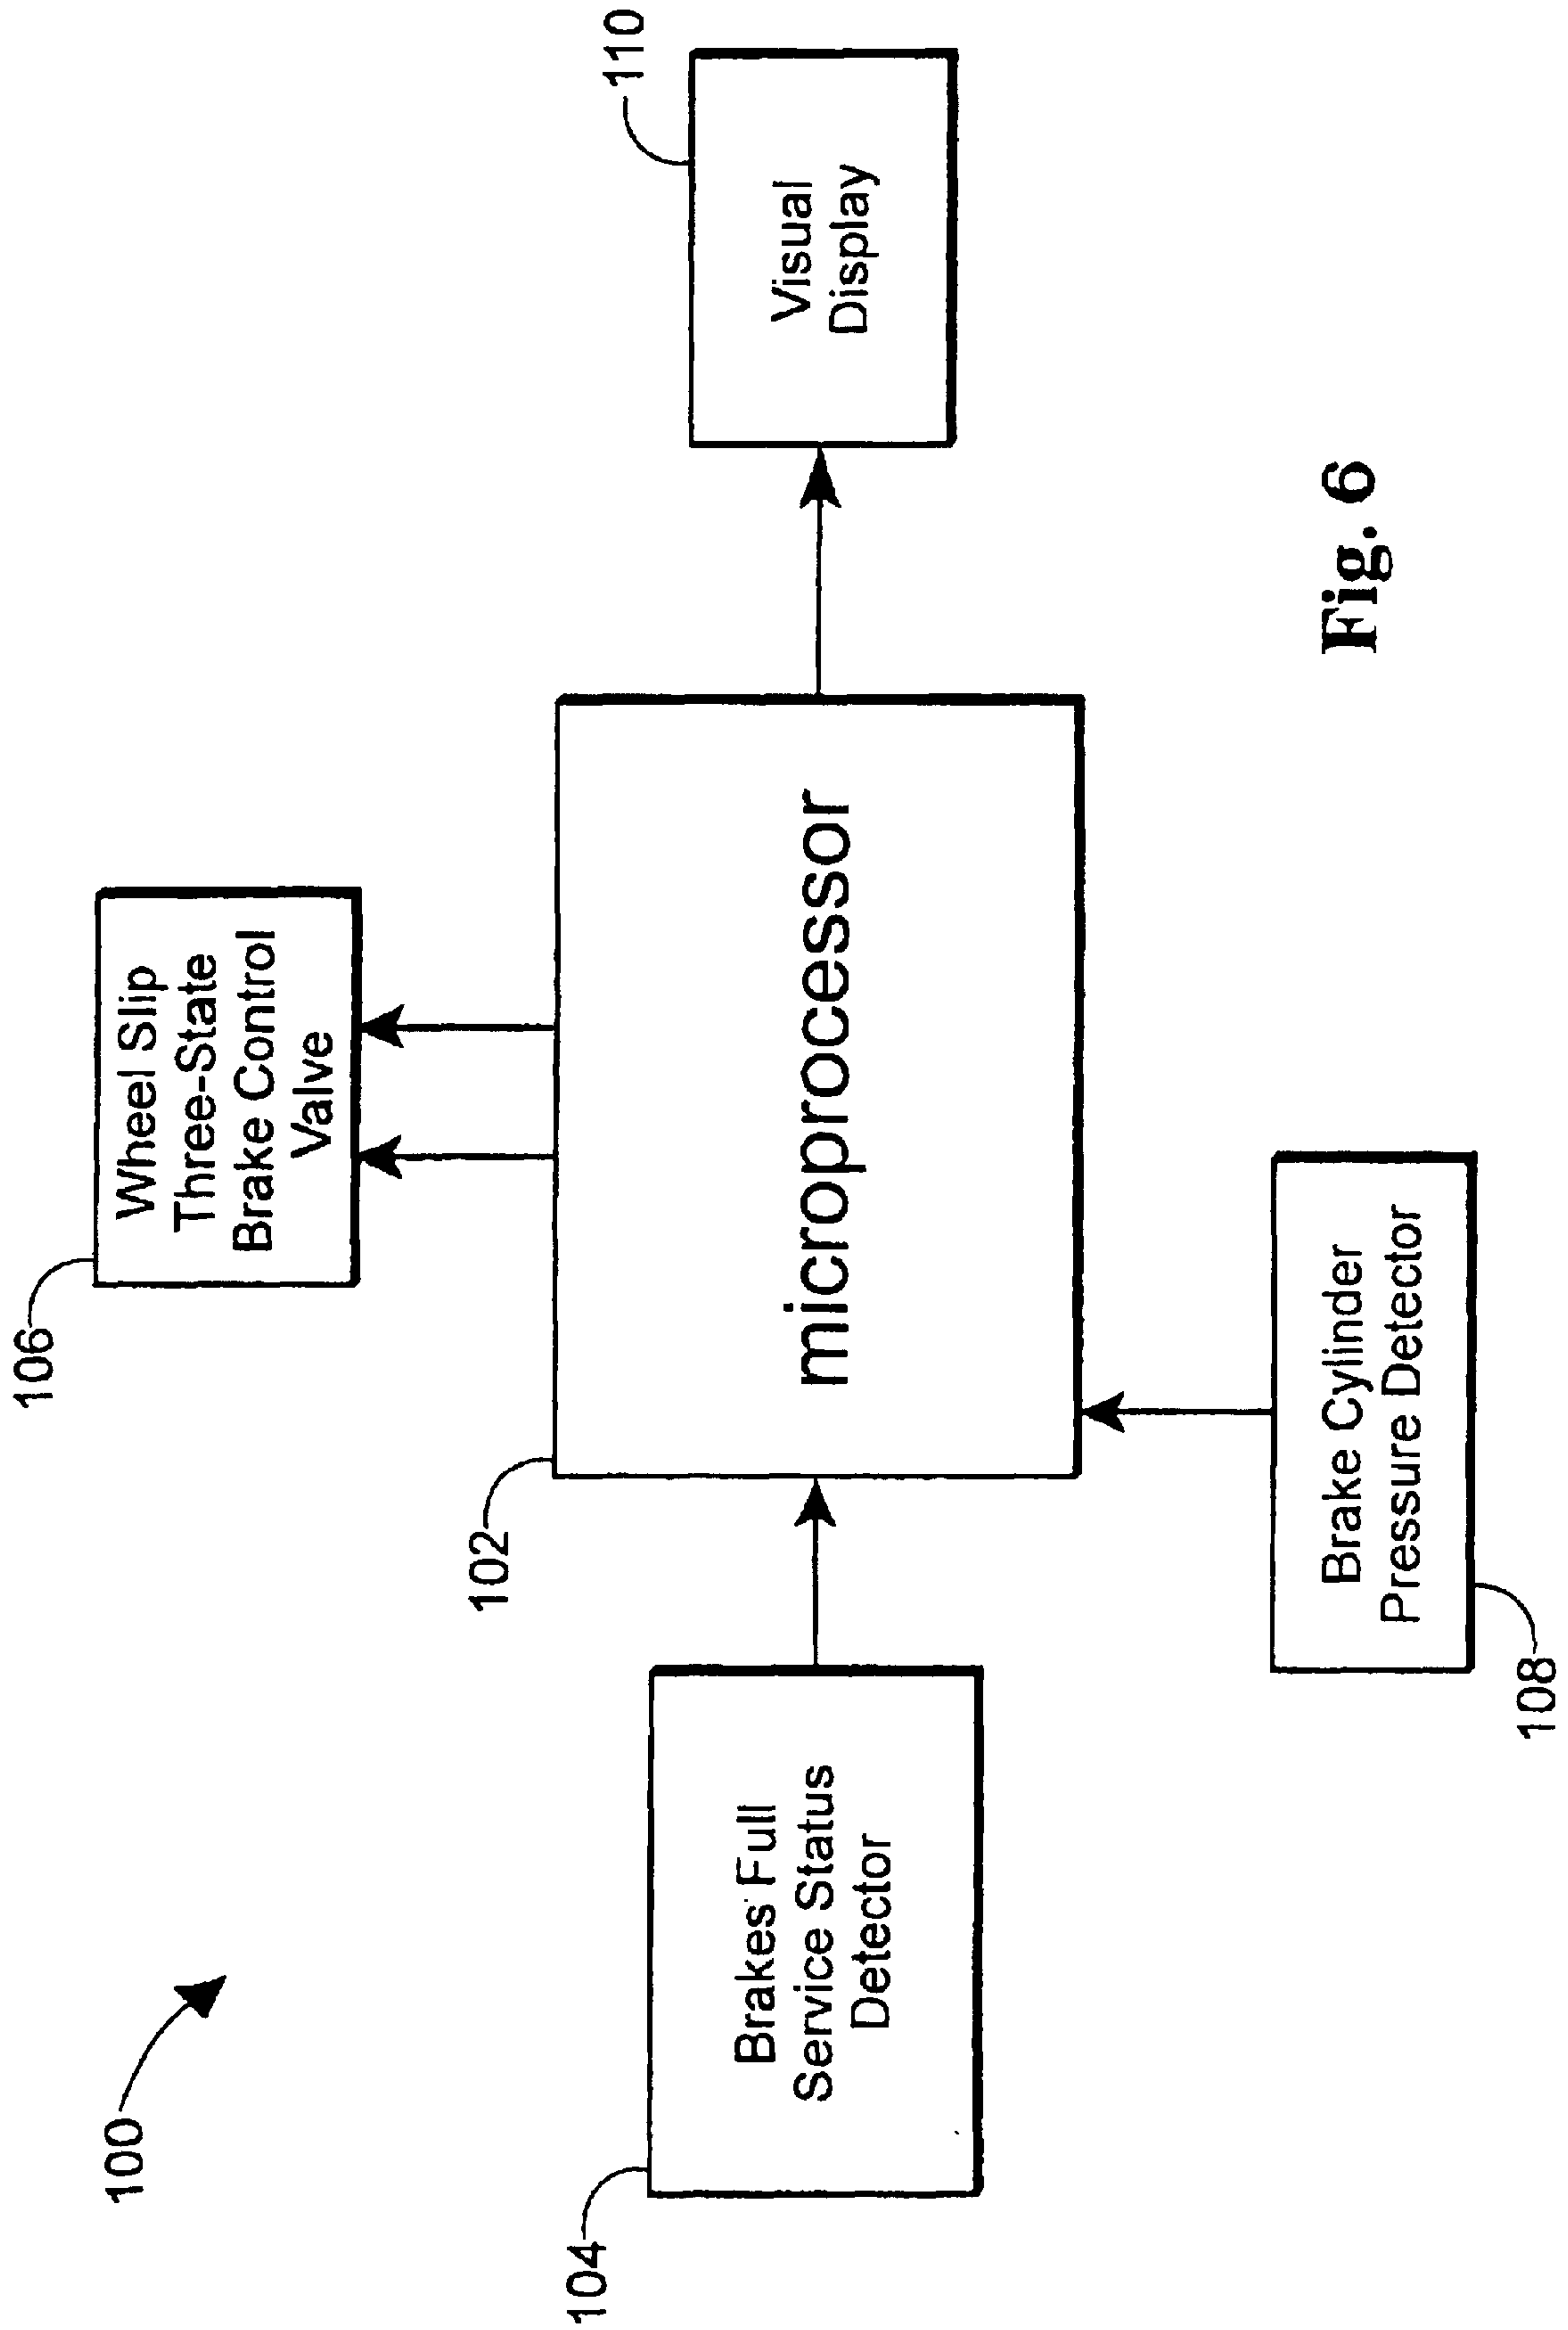 100
106
Wheel Slip
Three-State
Brake Control
Valve
104
Brakes Full
Service Status
Detector
102
microprocessor
110
Visual
Display
108
Brake Cylinder
Pressure Detector
Fig. 6